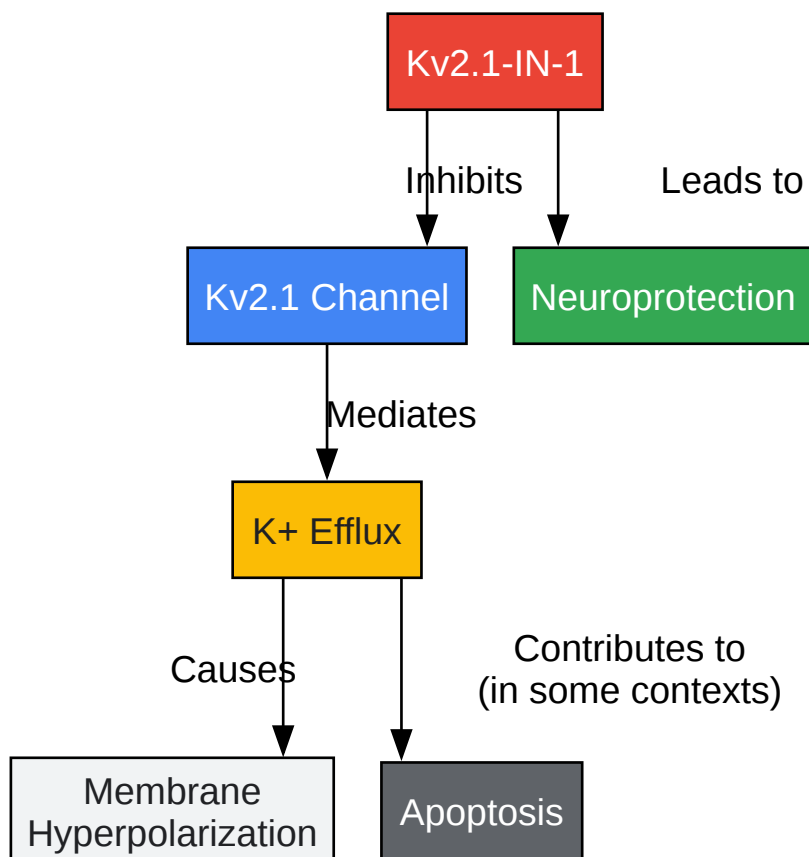 Kv2.1-IN-1
Inhibits
Leads to
Kv2.1 Channel
Neuroprotection
Mediates
K+ Efflux
Causes
Contributes to
(in some contexts)
Membrane
Hyperpolarization
Apoptosis